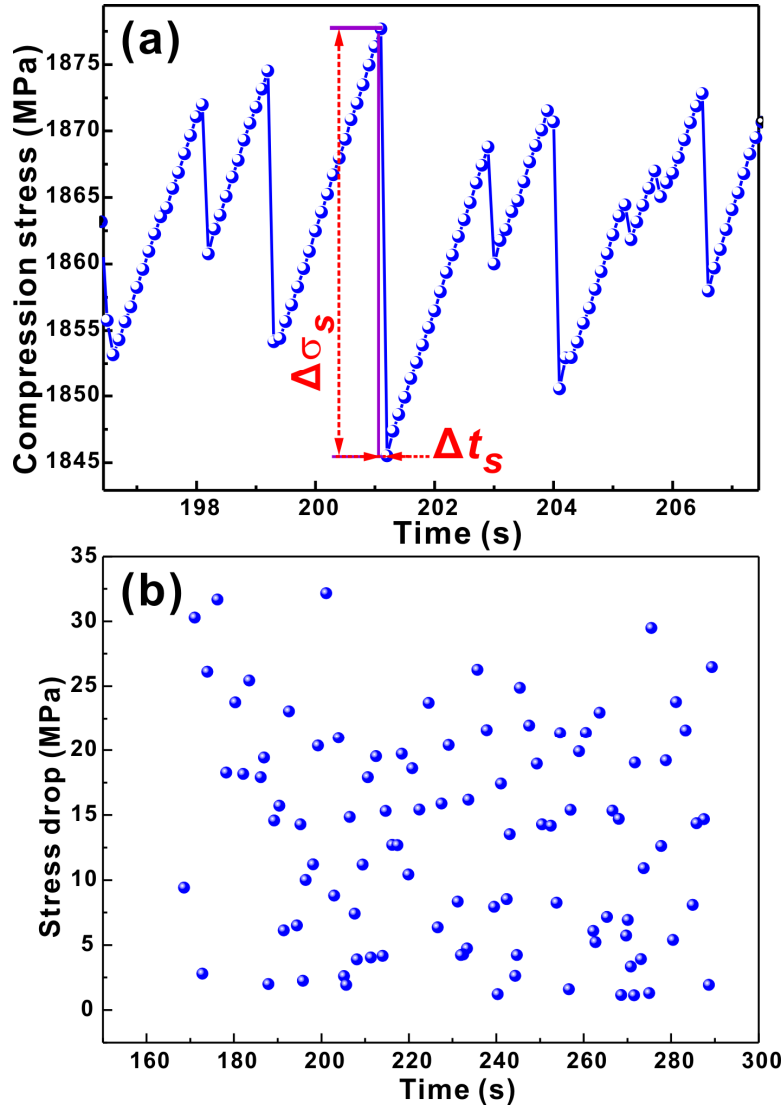 (a)
Compression stress (MPa)
1875
1870
1865
1860
1855
1850
1845
Δσs
Δts
198 200 202 204 206
Time (s)
(b)
Stress drop (MPa)
35
30
25
20
15
10
5
0
160 180 200 220 240 260 280 300
Time (s)